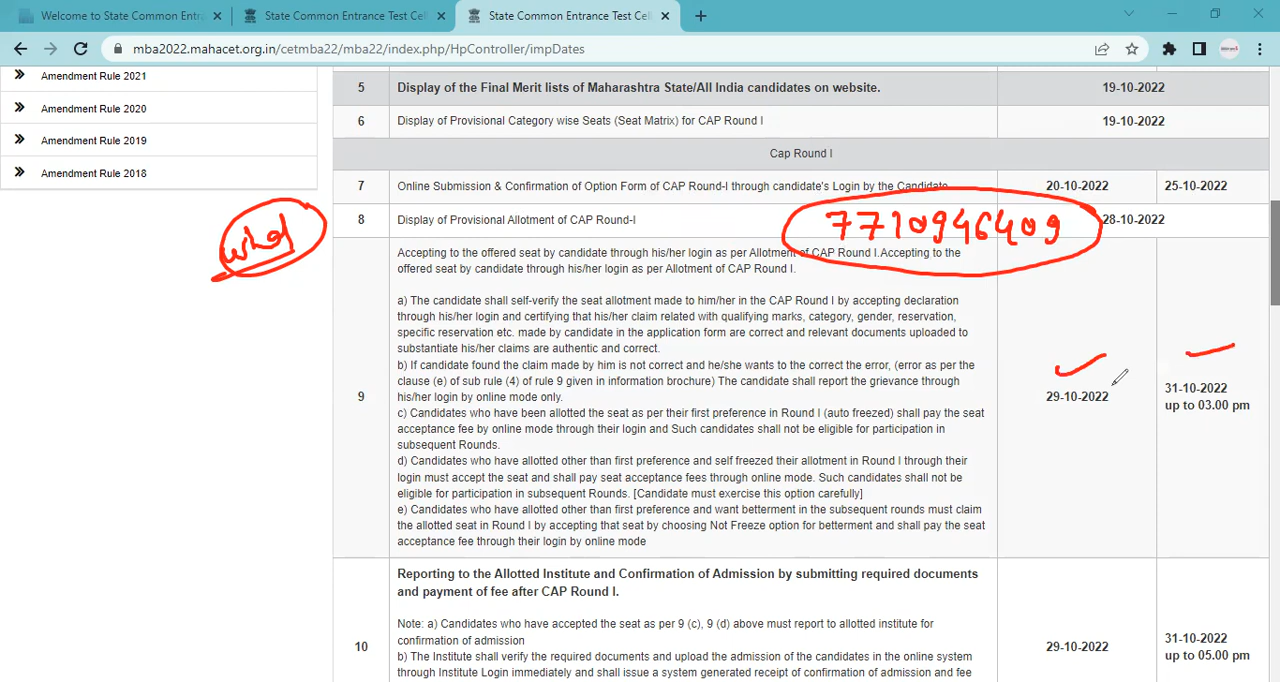 Welcome to State Common Entra
State Common Entrance Test Cell
State Common Entrance Test Cell
mba2022.mahacet.org.in/cetmba22/mba22/index.php/HpController/impDates
Amendment Rule 2021
Amendment Rule 2020
Amendment Rule 2019
Amendment Rule 2018
5 Display of the Final Merit lists of Maharashtra State/All India candidates on website. 19-10-2022
6 Display of Provisional Category wise Seats (Seat Matrix) for CAP Round I 19-10-2022
Cap Round I
7 Online Submission & Confirmation of Option Form of CAP Round-I through candidate's Login by the Candidate 20-10-2022 25-10-2022
8 Display of Provisional Allotment of CAP Round-I 28-10-2022
7710946409
Accepting to the offered seat by candidate through his/her login as per Allotment of CAP Round I.Accepting to the
offered seat by candidate through his/her login as per Allotment of CAP Round I.
a) The candidate shall self-verify the seat allotment made to him/her in the CAP Round I by accepting declaration
through his/her login and certifying that his/her claim related with qualifying marks, category, gender, reservation,
specific reservation etc. made by candidate in the application form are correct and relevant documents uploaded to
substantiate his/her claims are authentic and correct.
b) If candidate found the claim made by him is not correct and he/she wants to the correct the error, (error as per the
clause (e) of sub rule (4) of rule 9 given in information brochure) The candidate shall report the grievance through
his/her login by online mode only.
c) Candidates who have been allotted the seat as per their first preference in Round I (auto freezed) shall pay the seat
acceptance fee by online mode through their login and Such candidates shall not be eligible for participation in
subsequent Rounds.
d) Candidates who have allotted other than first preference and self freezed their allotment in Round I through their
login must accept the seat and shall pay seat acceptance fees through online mode. Such candidates shall not be
eligible for participation in subsequent Rounds. [Candidate must exercise this option carefully]
e) Candidates who have allotted other than first preference and want betterment in the subsequent rounds must claim
the allotted seat in Round I by accepting that seat by choosing Not Freeze option for betterment and shall pay the seat
acceptance fee through their login by online mode
9 29-10-2022 31-10-2022
up to 03.00 pm
Reporting to the Allotted Institute and Confirmation of Admission by submitting required documents
and payment of fee after CAP Round I.
Note: a) Candidates who have accepted the seat as per 9 (c), 9 (d) above must report to allotted institute for
confirmation of admission
b) The Institute shall verify the required documents and upload the admission of the candidates in the online system
through Institute Login immediately and shall issue a system generated receipt of confirmation of admission and fee
10 29-10-2022 31-10-2022
up to 05.00 pm